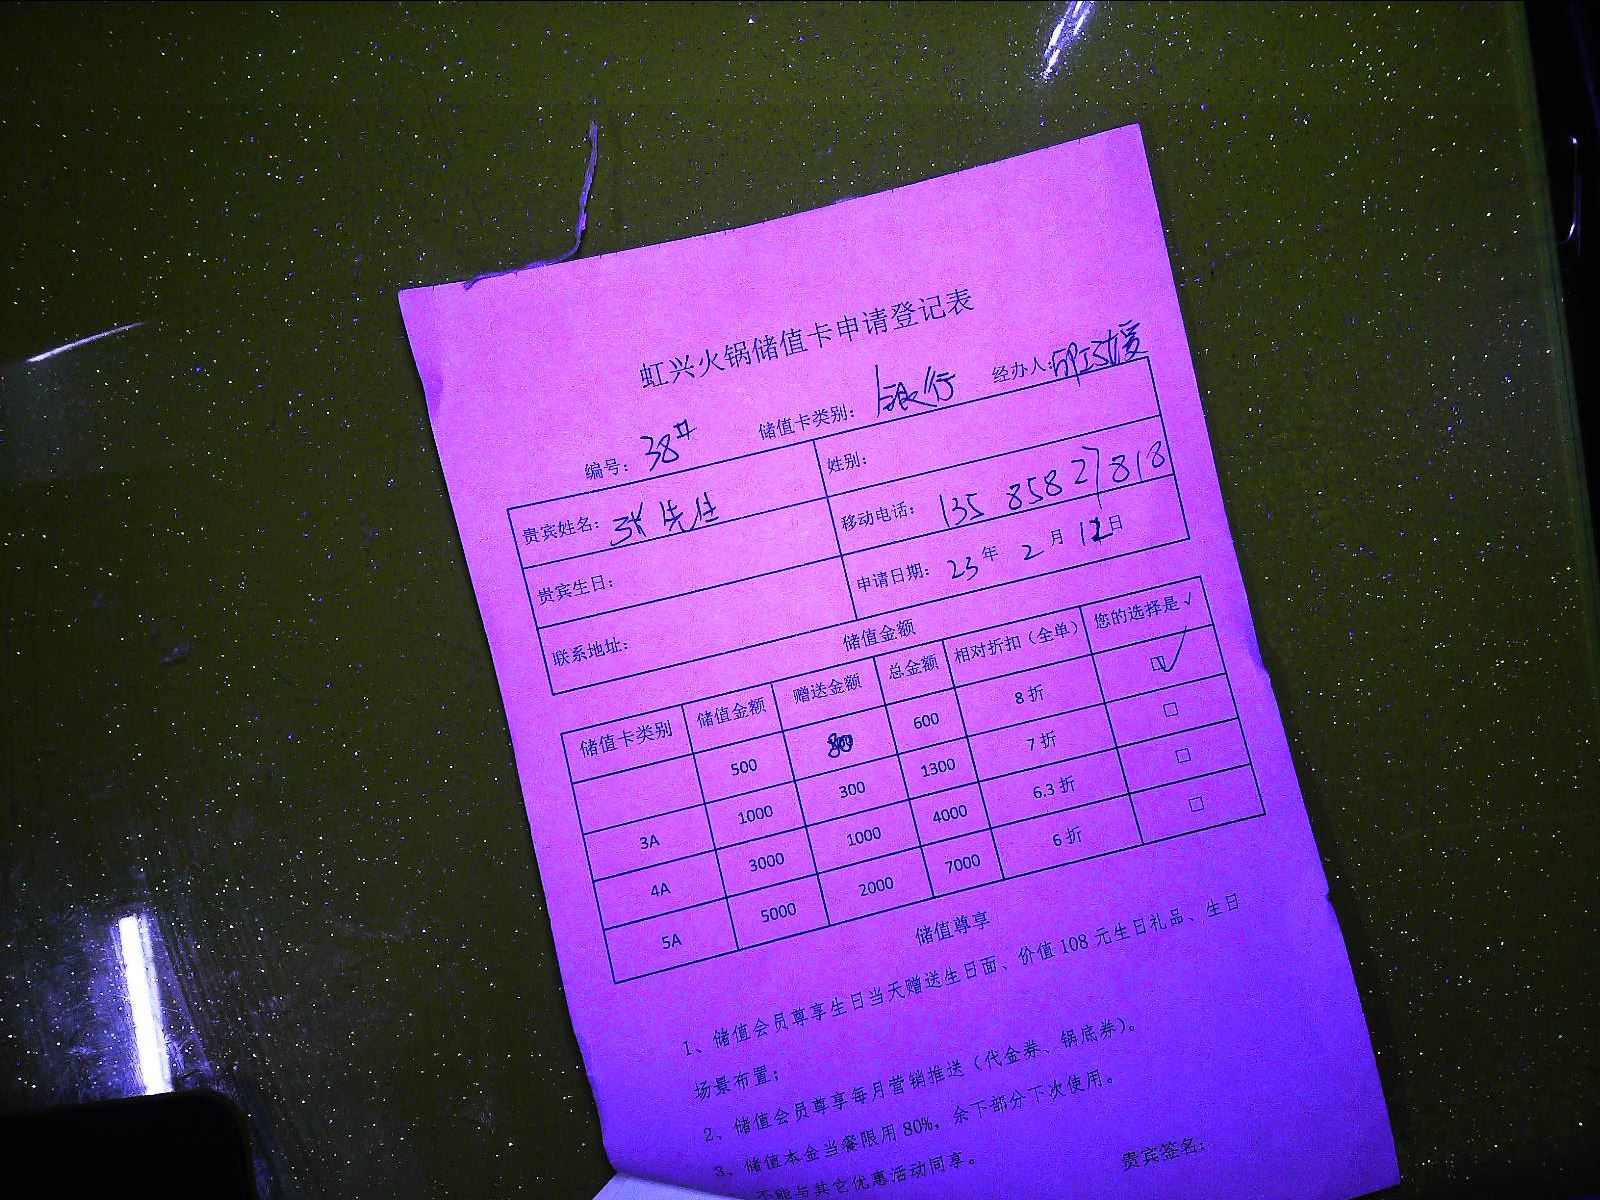 虹兴火锅储值卡申请登记表
编号: 38# 储值卡类别: 银行 经办人:
贵宾姓名: 张先生 姓别:
贵宾生日: 移动电话: 135 8582 7818
联系地址: 申请日期: 23年 2月 12日
储值金额
储值卡类别 储值金额 赠送金额 总金额 相对折扣（全单） 您的选择是√
500 600 8折 □√
3A 1000 300 1300 7折 □
4A 3000 1000 4000 6.3折 □
5A 5000 2000 7000 6折 □
储值尊享
1、储值会员尊享生日当天赠送生日面、价值108元生日礼品、生日
场景布置;
2、储值会员尊享每月营销推送（代金券、锅底券）。
3、储值本金当餐限用80%，余下部分下次使用。
不能与其它优惠活动同享。
贵宾签名: